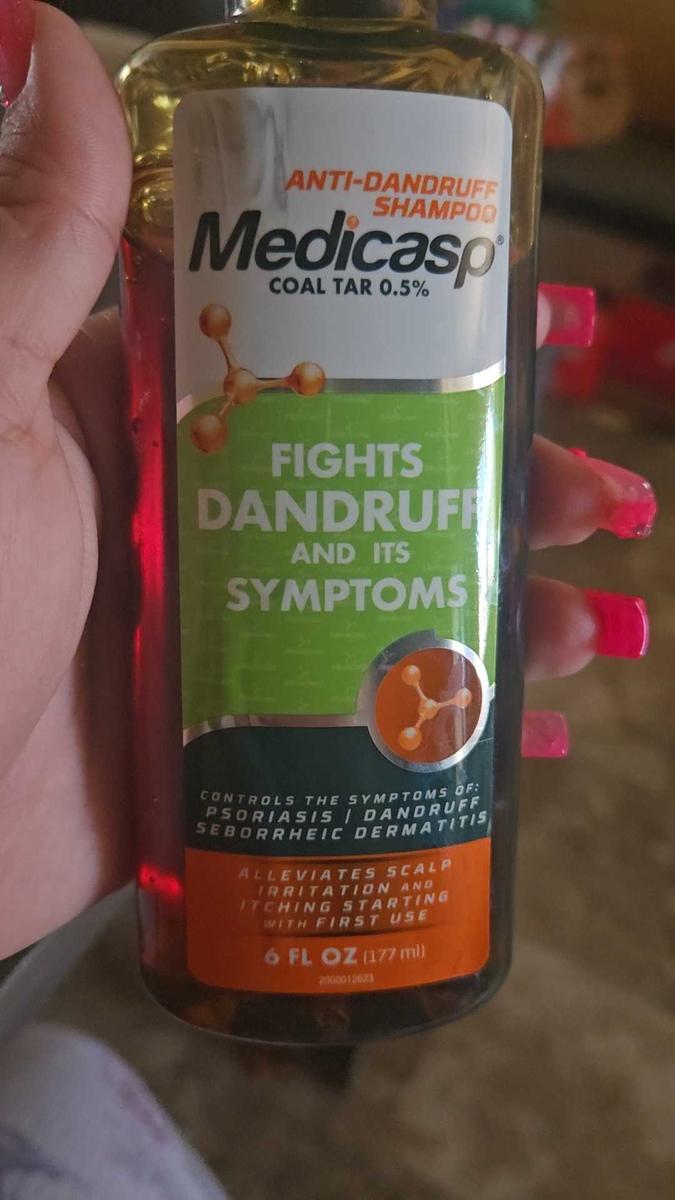 ANTI-DANDRUFF
SHAMPOO
Medicasp®
COAL TAR 0.5%
FIGHTS
DANDRUFF
AND ITS
SYMPTOMS
CONTROLS THE SYMPTOMS OF:
PSORIASIS | DANDRUFF
SEBORRHEIC DERMATITIS
ALLEVIATES SCALP
IRRITATION AND
ITCHING STARTING
WITH FIRST USE
6 FL OZ (177 ml)
2000012623